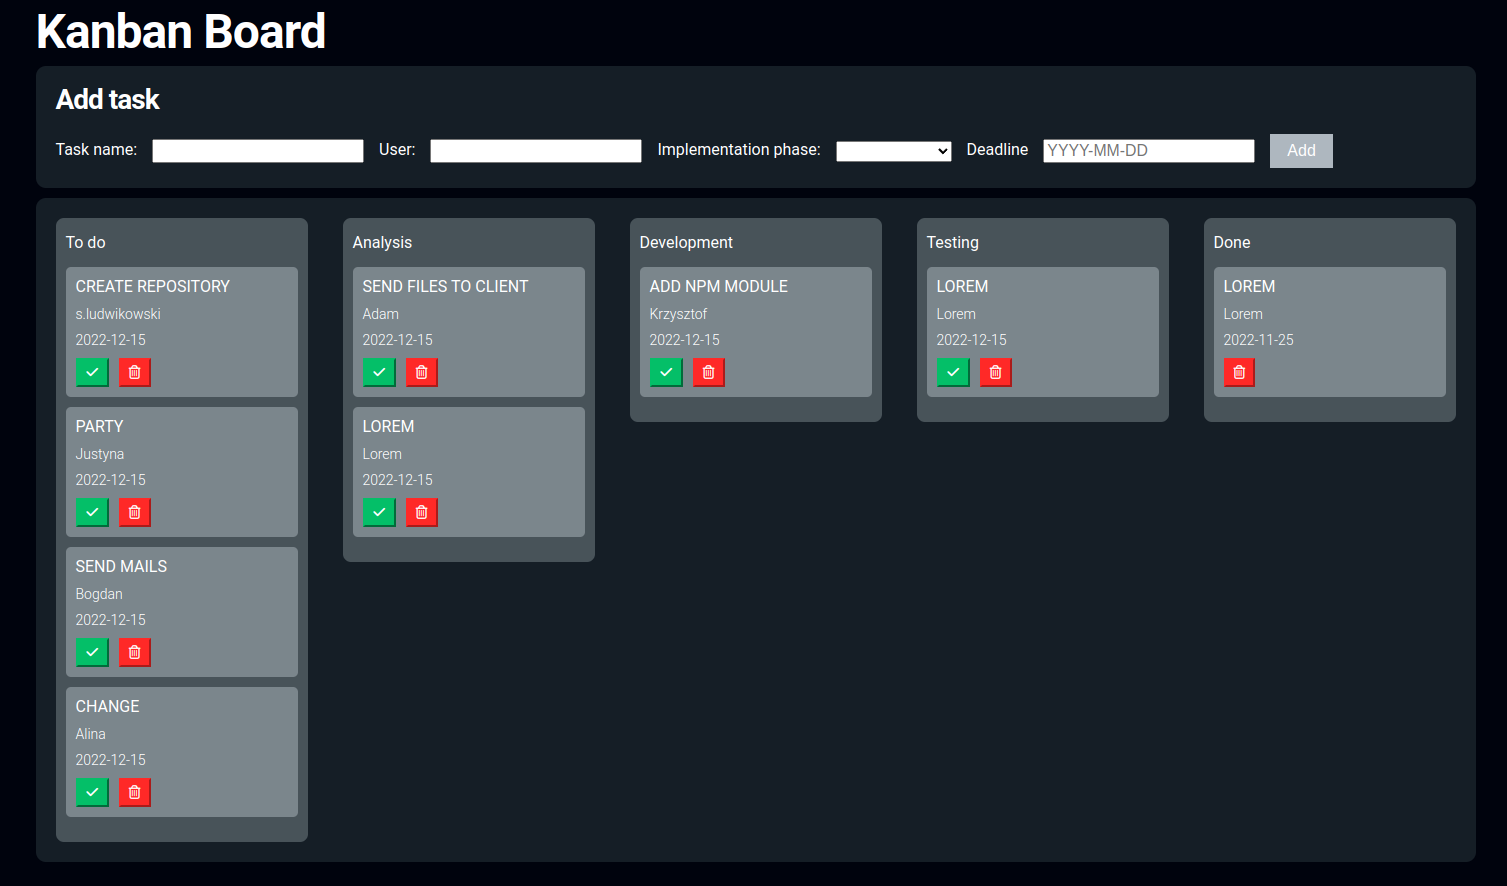 Kanban Board
Add task
Task name: User: Implementation phase: Deadline YYYY-MM-DD Add
To do
CREATE REPOSITORY
s.ludwikowski
2022-12-15
PARTY
Justyna
2022-12-15
SEND MAILS
Bogdan
2022-12-15
CHANGE
Alina
2022-12-15
Analysis
SEND FILES TO CLIENT
Adam
2022-12-15
LOREM
Lorem
2022-12-15
Development
ADD NPM MODULE
Krzysztof
2022-12-15
Testing
LOREM
Lorem
2022-12-15
Done
LOREM
Lorem
2022-11-25